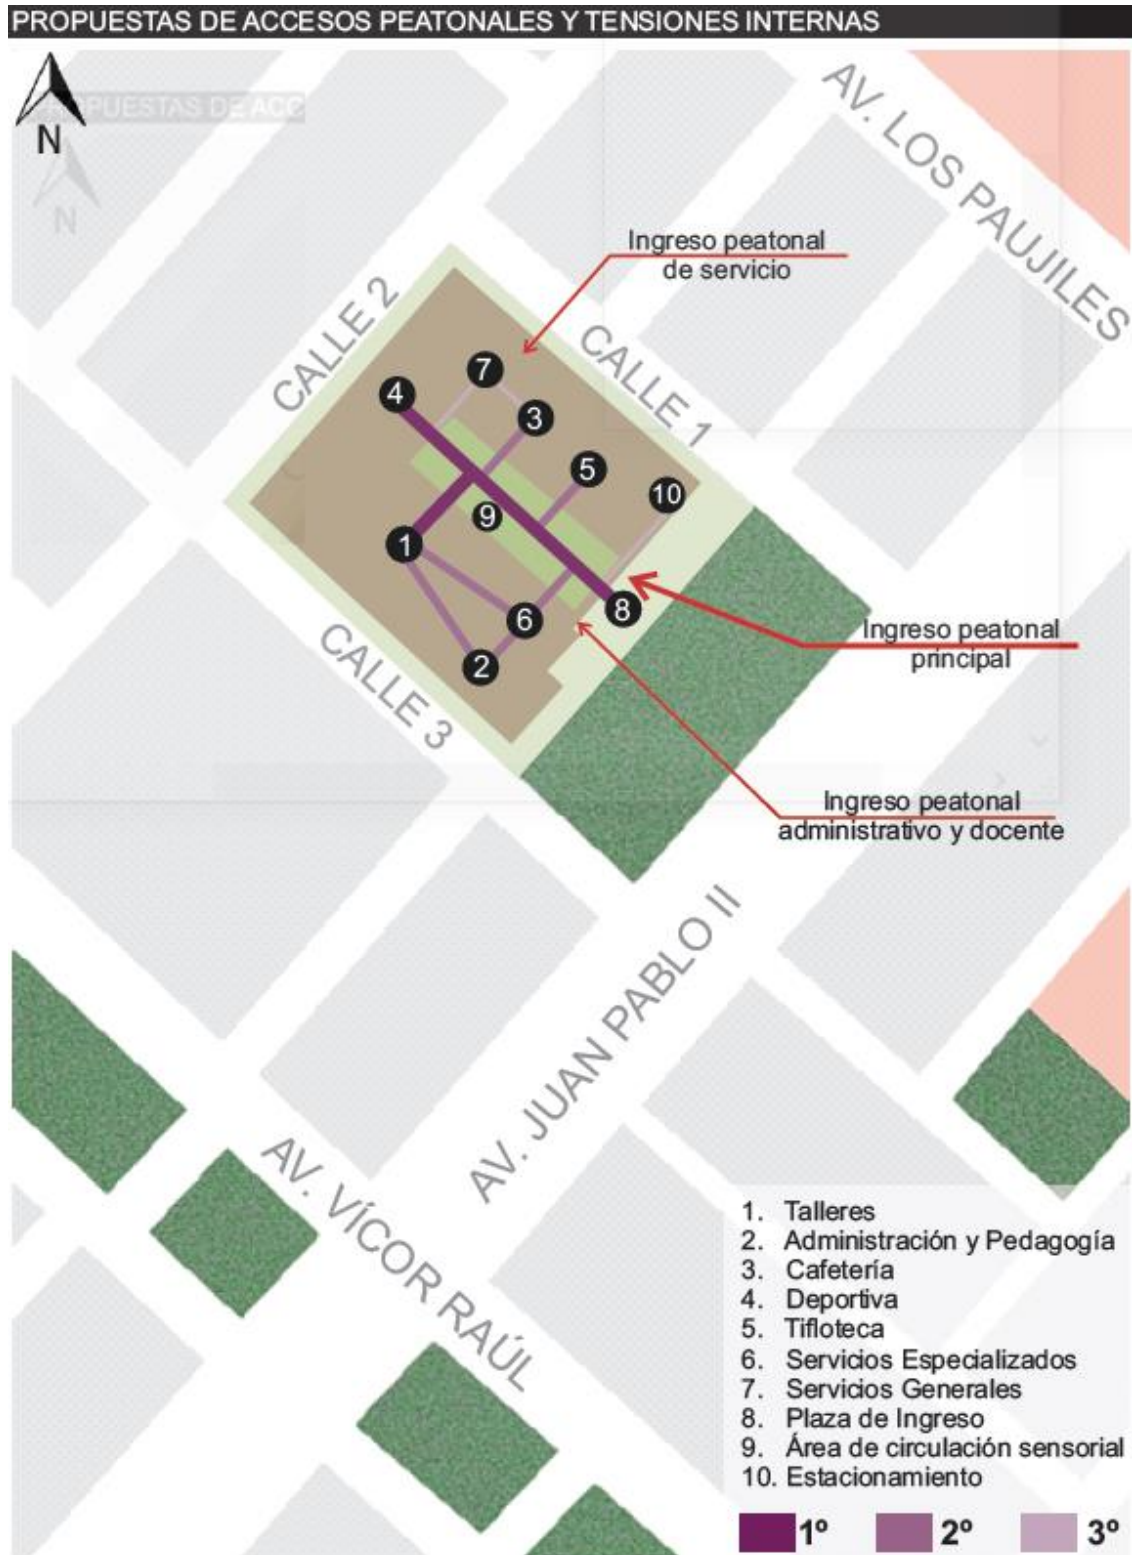 PROPUESTAS DE ACCESOS PEATONALES Y TENSIONES INTERNAS
PROPUESTAS DE ACC
N
N
AV. LOS PAUJILES
Ingreso peatonal
de servicio
CALLE 2
CALLE 1
7
4
3
5
10
9
1
8
6
2
Ingreso peatonal
principal
CALLE 3
Ingreso peatonal
administrativo y docente
AV. JUAN PABLO II
AV. VÍCOR RAÚL
1. Talleres
2. Administración y Pedagogía
3. Cafetería
4. Deportiva
5. Tifloteca
6. Servicios Especializados
7. Servicios Generales
8. Plaza de Ingreso
9. Área de circulación sensorial
10. Estacionamiento
1º 2º 3º